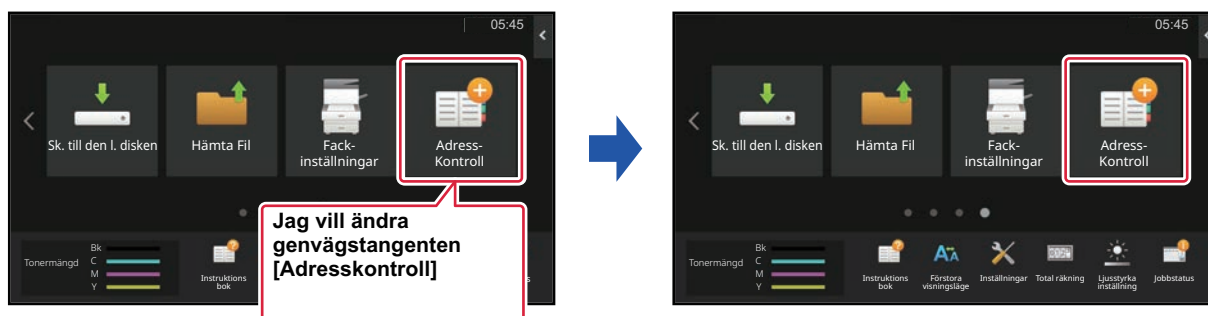 05:45
Sk. till den l. disken
Hämta Fil
Fack-
inställningar
Adress-
Kontroll
Jag vill ändra
genvägstangenten
[Adresskontroll]
Tonermängd
Bk
C
M
Y
Instruktions
bok
s
05:45
Sk. till den l. disken
Hämta Fil
Fack-
inställningar
Adress-
Kontroll
Tonermängd
Bk
C
M
Y
Instruktions
bok
Förstora
visningsläge
Inställningar
Total räkning
Ljusstyrka
inställning
Jobbstatus